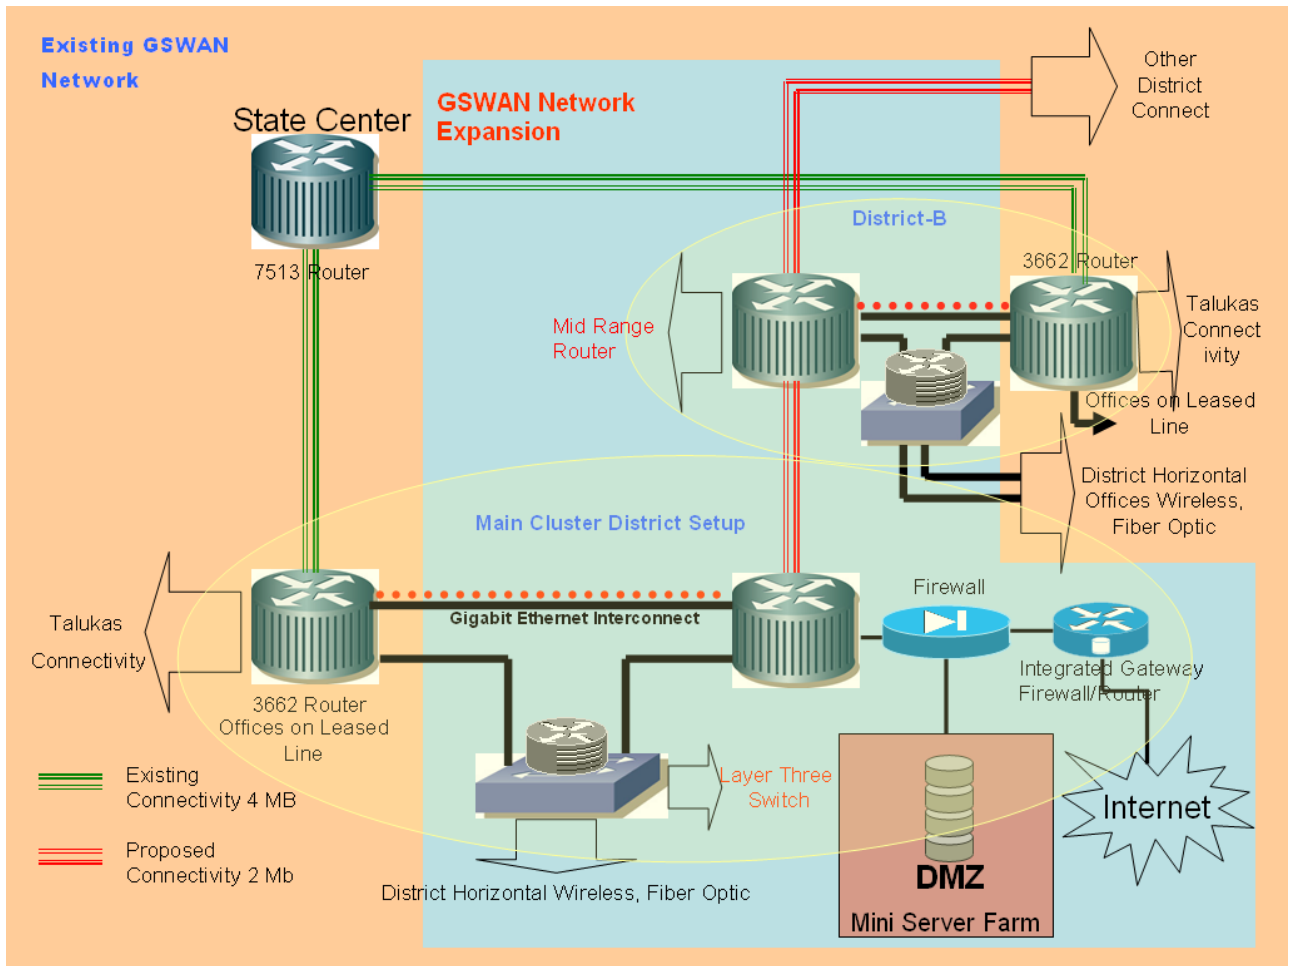 Existing GSWAN
Network
State Center
GSWAN Network
Expansion
Other
District
Connect
District-B
7513 Router
3662 Router
Mid Range
Router
Talukas
Connect
ivity
Offices on Leased
Line
District Horizontal
Offices Wireless,
Fiber Optic
Main Cluster District Setup
Talukas
Connectivity
Gigabit Ethernet Interconnect
Firewall
Integrated Gateway
Firewall/Router
3662 Router
Offices on Leased
Line
Existing
Connectivity 4 MB
Layer Three
Switch
Internet
Proposed
Connectivity 2 Mb
District Horizontal Wireless, Fiber Optic
DMZ
Mini Server Farm